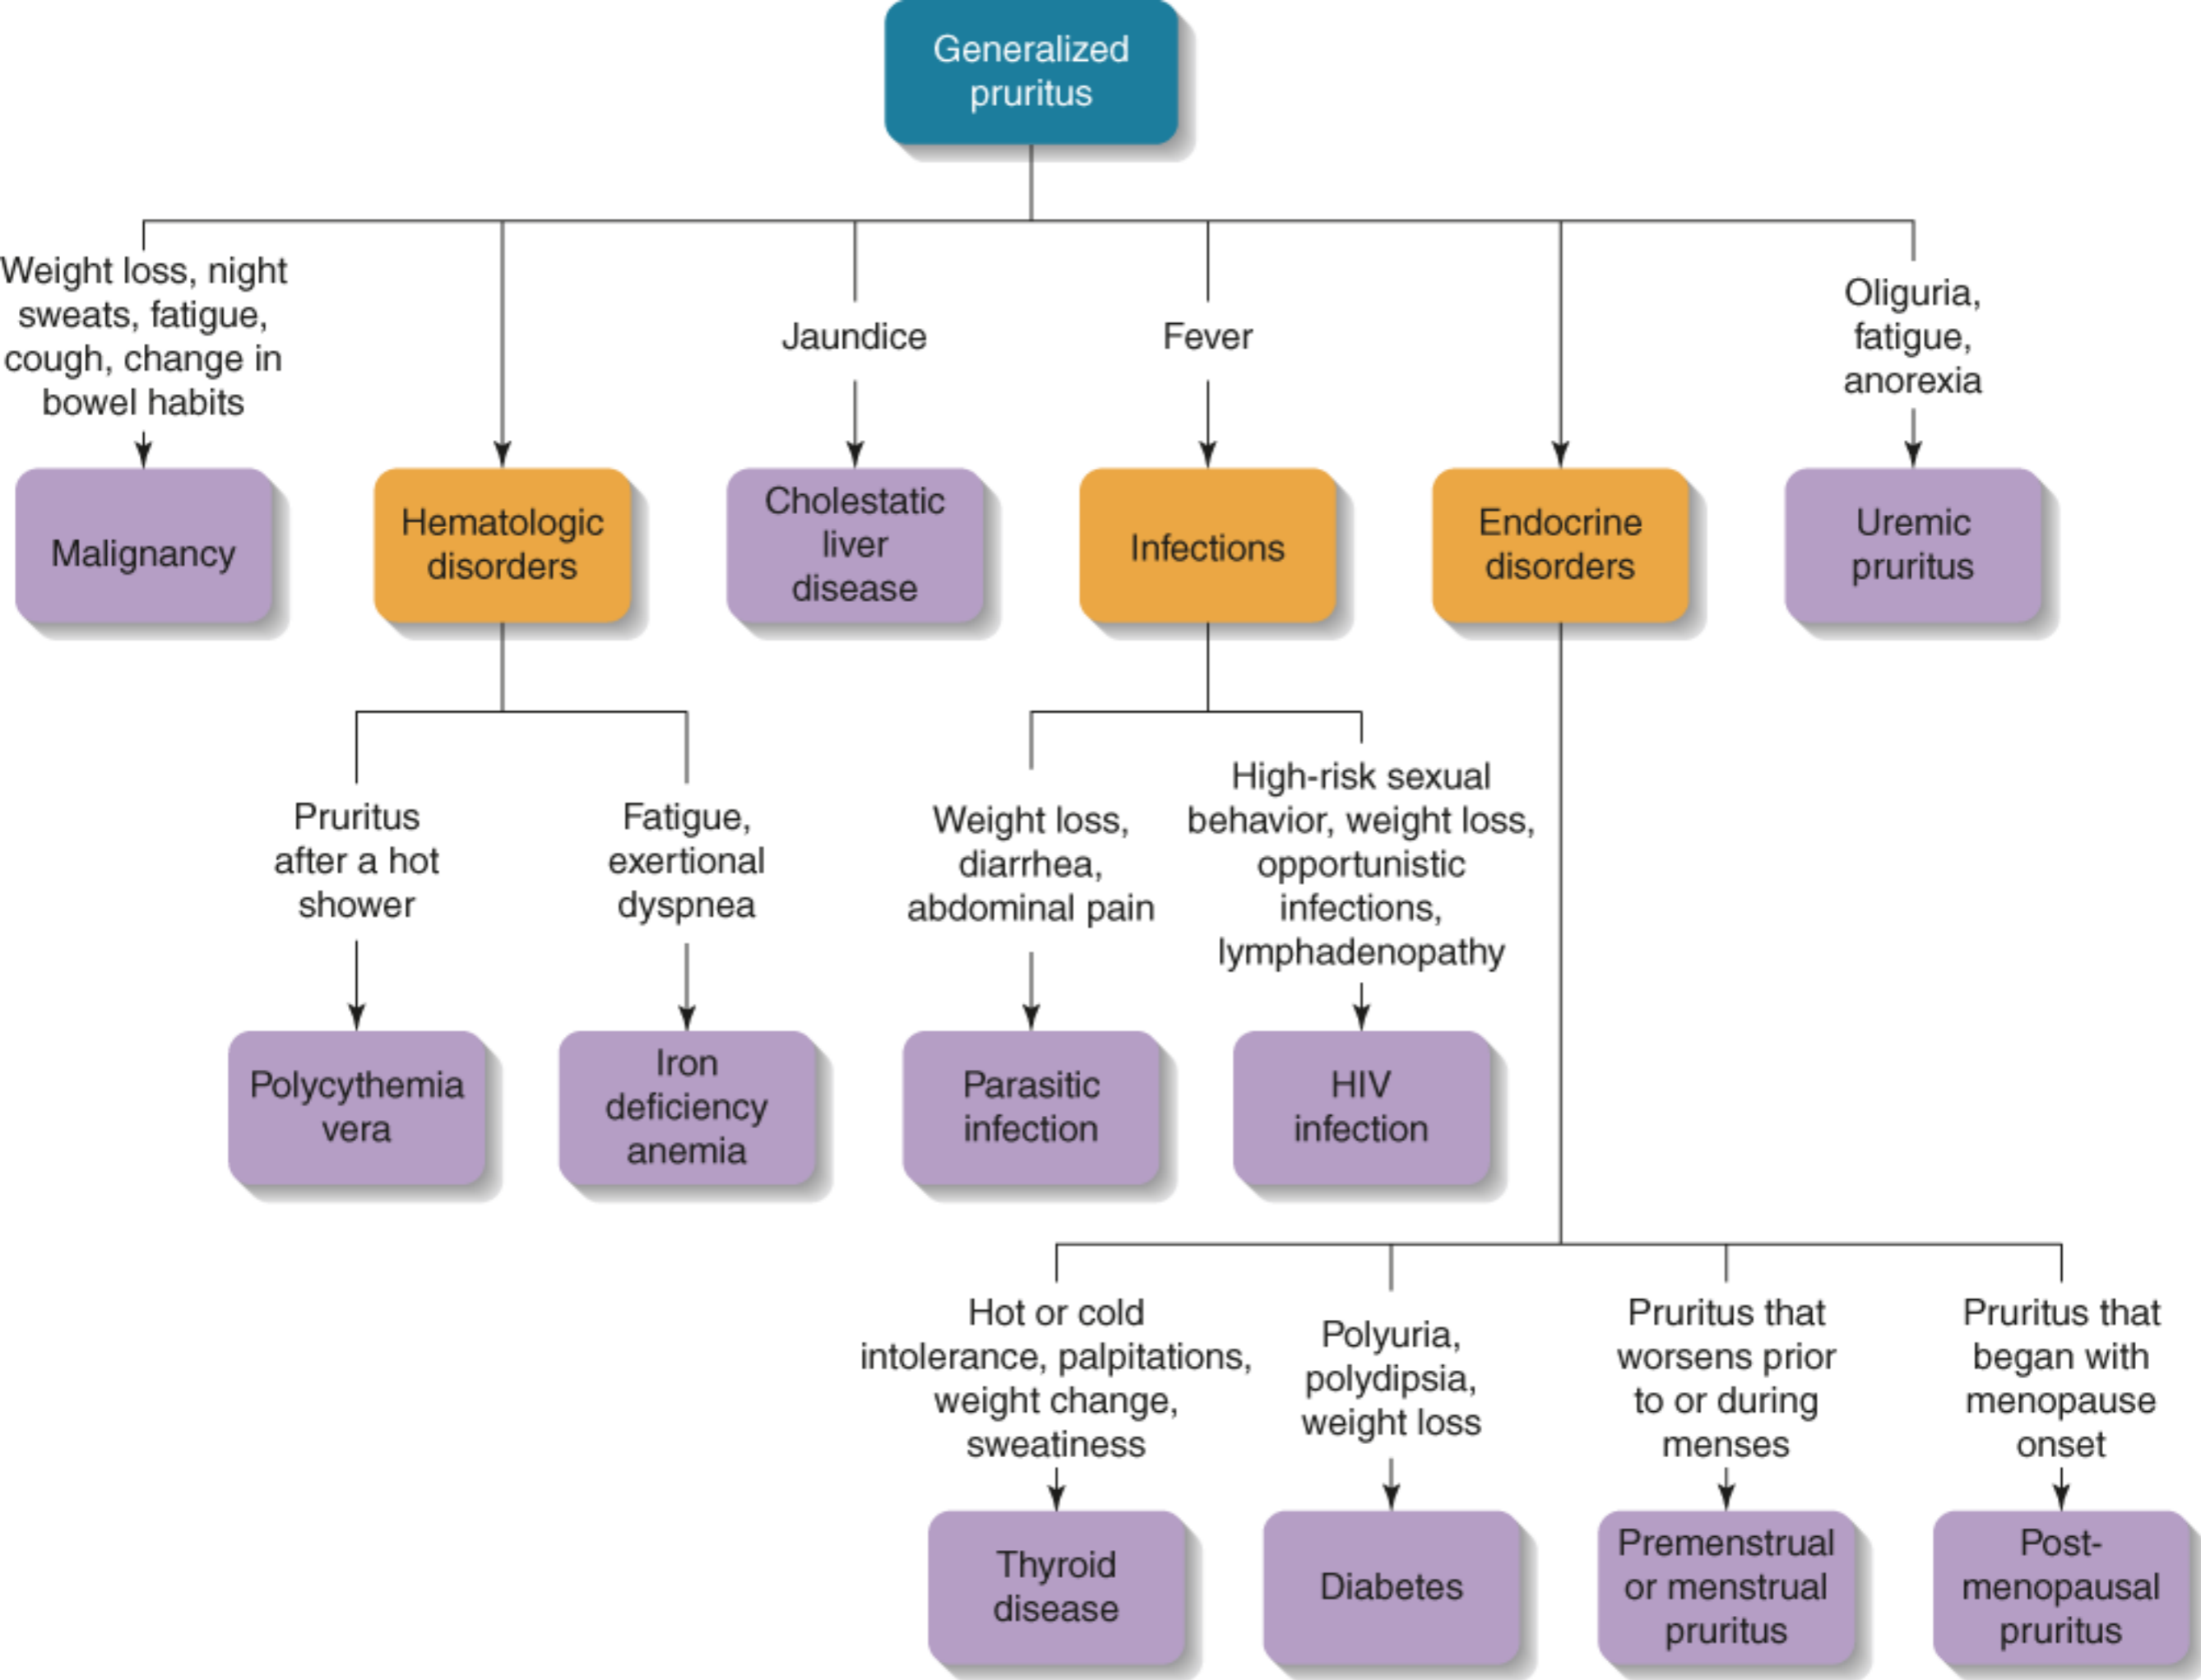 Generalized
pruritus
Weight loss, night
sweats, fatigue,
cough, change in
bowel habits
Jaundice
Fever
Oliguria,
fatigue,
anorexia
Malignancy
Hematologic
disorders
Cholestatic
liver
disease
Infections
Endocrine
disorders
Uremic
pruritus
Pruritus
after a hot
shower
Fatigue,
exertional
dyspnea
Weight loss,
diarrhea,
abdominal pain
High-risk sexual
behavior, weight loss,
opportunistic
infections,
lymphadenopathy
Polycythemia
vera
Iron
deficiency
anemia
Parasitic
infection
HIV
infection
Hot or cold
intolerance, palpitations,
weight change,
sweatiness
Polyuria,
polydipsia,
weight loss
Pruritus that
worsens prior
to or during
menses
Pruritus that
began with
menopause
onset
Thyroid
disease
Diabetes
Premenstrual
or menstrual
pruritus
Post-
menopausal
pruritus